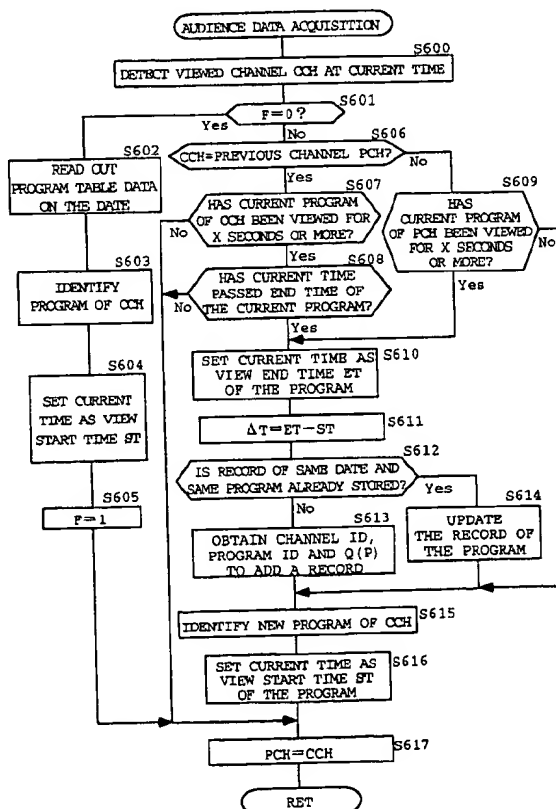 AUDIENCE DATA ACQUISITION
S600
DETECT VIEWED CHANNEL CCH AT CURRENT TIME
S601
F=0?
Yes
No
S602
READ OUT
PROGRAM TABLE DATA
ON THE DATE
S603
IDENTIFY
PROGRAM OF CCH
S604
SET CURRENT
TIME AS VIEW
START TIME ST
S605
F=1
S606
CCH=PREVIOUS CHANNEL PCH?
Yes
No
S607
HAS CURRENT PROGRAM
OF CCH BEEN VIEWED FOR
X SECONDS OR MORE?
No
Yes
S608
HAS CURRENT TIME
PASSED END TIME OF
THE CURRENT PROGRAM?
No
Yes
S609
HAS
CURRENT PROGRAM
OF PCH BEEN VIEWED
FOR X SECONDS
OR MORE?
No
Yes
S610
SET CURRENT TIME AS
VIEW END TIME ET
OF THE PROGRAM
S611
ΔT=ET-ST
S612
IS RECORD OF SAME DATE AND
SAME PROGRAM ALREADY STORED?
Yes
No
S613
OBTAIN CHANNEL ID,
PROGRAM ID AND Q(P)
TO ADD A RECORD
S614
UPDATE
THE RECORD OF
THE PROGRAM
S615
IDENTIFY NEW PROGRAM OF CCH
S616
SET CURRENT TIME AS
VIEW START TIME ST
OF THE PROGRAM
S617
PCH=CCH
RET